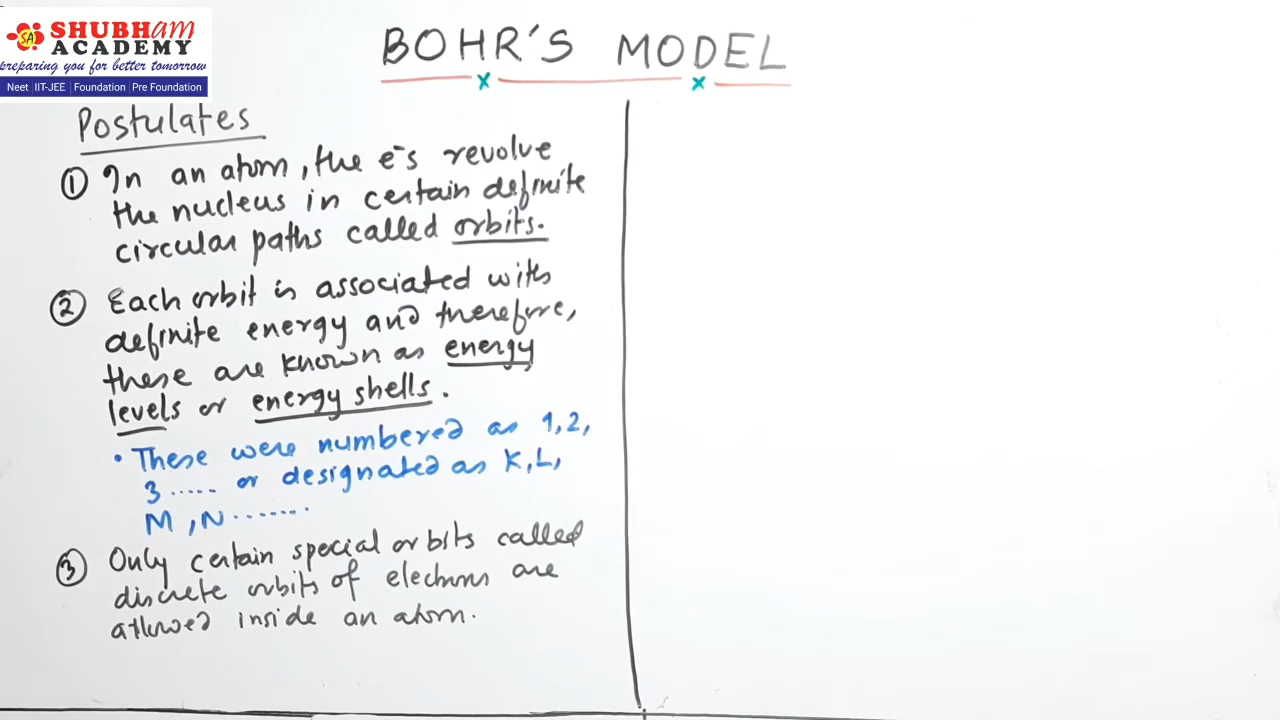 SHUBHAM
ACADEMY
preparing you for better tomorrow
Neet | IIT-JEE | Foundation | Pre Foundation
BOHR'S MODEL
Postulates
① In an atom, the e-s revolve
the nucleus in certain definite
circular paths called orbits.
② Each orbit is associated with
definite energy and therefore,
these are known as energy
levels or energy shells.
• These were numbered as 1,2,
3 ..... or designated as K, L,
M, N .......
③ Only certain special orbits called
discrete orbits of electrons are
allowed inside an atom.